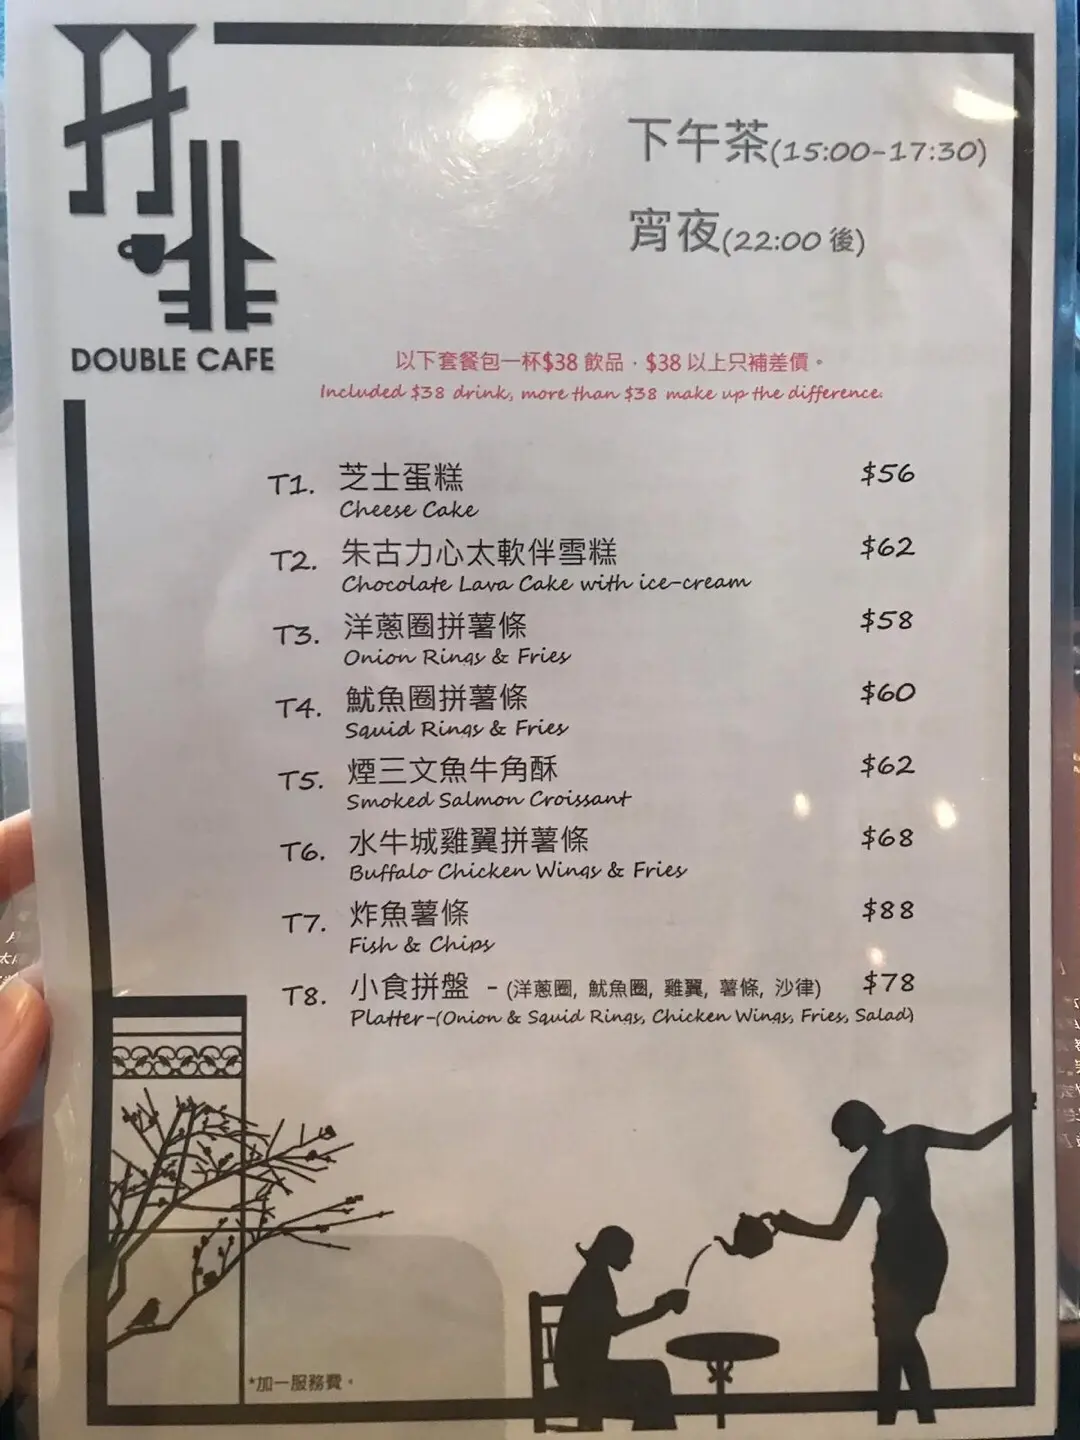 DOUBLE CAFE
下午茶(15:00-17:30)
宵夜(22:00 後)
以下套餐包一杯$38 飲品，$38 以上只補差價。
Included $38 drink, more than $38 make up the difference.
T1. 芝士蛋糕 $56
Cheese Cake
T2. 朱古力心太軟伴雪糕 $62
Chocolate Lava Cake with ice-cream
T3. 洋蔥圈拼薯條 $58
Onion Rings & Fries
T4. 魷魚圈拼薯條 $60
Squid Rings & Fries
T5. 煙三文魚牛角酥 $62
Smoked Salmon Croissant
T6. 水牛城雞翼拼薯條 $68
Buffalo Chicken Wings & Fries
T7. 炸魚薯條 $88
Fish & Chips
T8. 小食拼盤 - (洋蔥圈, 魷魚圈, 雞翼, 薯條, 沙律) $78
Platter-(Onion & Squid Rings, Chicken Wings, Fries, Salad)
*加一服務費。